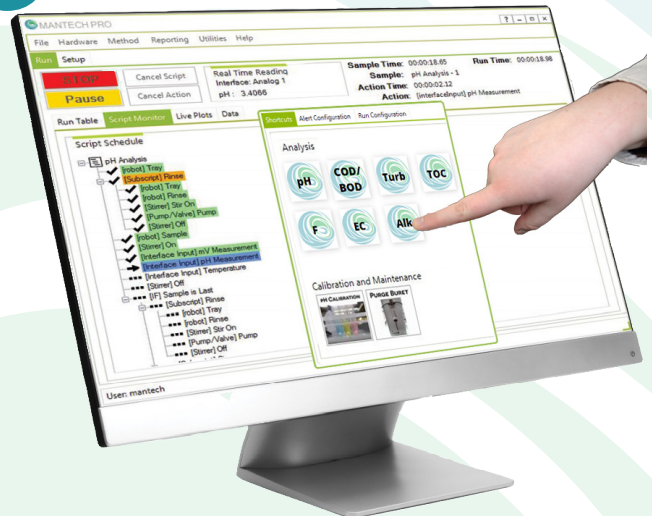 MANTECH PRO
? – □ x
File Hardware Method Reporting Utilities Help
Run Setup
STOP
Cancel Script
Pause
Cancel Action
Real Time Reading
Interface: Analog 1
pH : 3.4066
Sample Time: 00:00:18.65
Run Time: 00:00:18.98
Sample: pH Analysis - 1
Action Time: 00:00:02.12
Action: [interfaceInput] pH Measurement
Run Table Script Monitor Live Plots Data
Script Schedule
pH Analysis
[robot] Tray
[Subscript] Rinse
[robot] Tray
[robot] Rinse
[Stirrer] Stir On
[Pump/Valve] Pump
[Stirrer] Off
[robot] Sample
[Stirrer] On
[Interface Input] mV Measurement
[Interface Input] pH Measurement
[Interface Input] Temperature
[Stirrer] Off
[IF] Sample is Last
[Subscript] Rinse
[robot] Tray
[robot] Rinse
[Stirrer] Stir On
[Pump/Valve] Pump
[Stirrer] Off
Shortcuts Alert Configuration Run Configuration
Analysis
pH
COD/
BOD
Turb
TOC
F
EC
Alk
Calibration and Maintenance
PH CALIBRATION
PURGE BURET
User: mantech